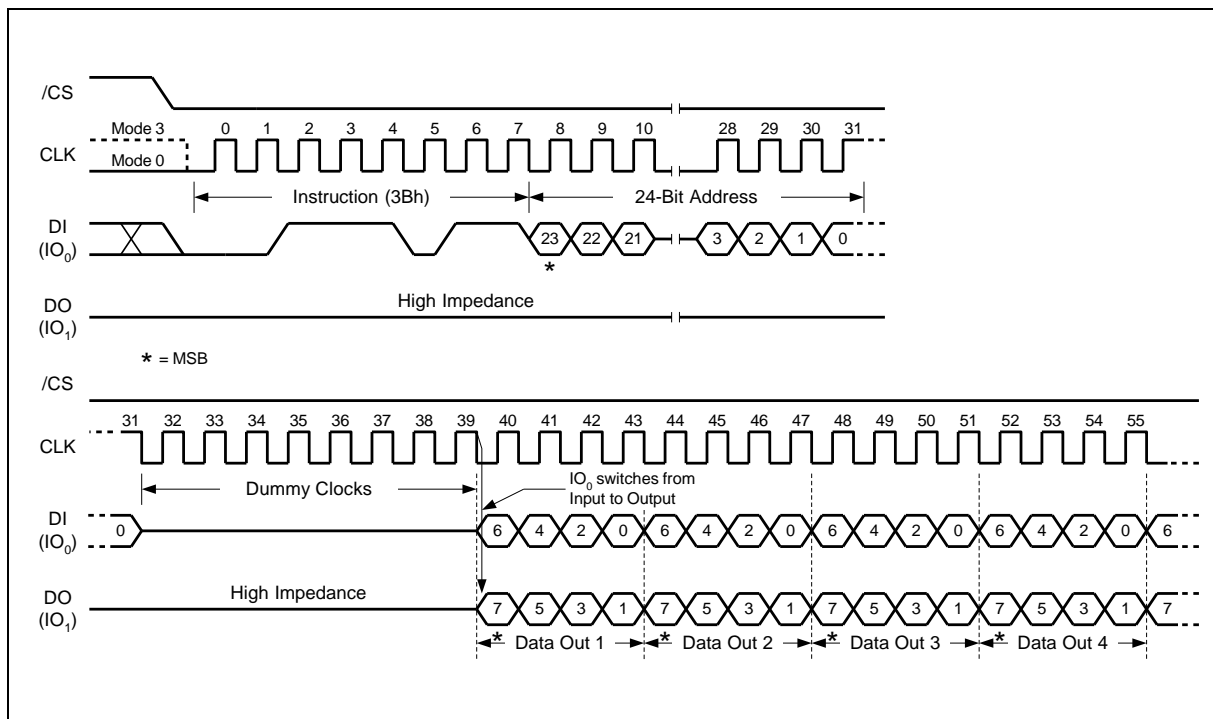 /CS
Mode 3 0 1 2 3 4 5 6 7 8 9 10 28 29 30 31
CLK
Mode 0
Instruction (3Bh) 24-Bit Address
DI
(IO0) 23 22 21 3 2 1 0
*
High Impedance
DO
(IO1)
* = MSB
/CS
31 32 33 34 35 36 37 38 39 40 41 42 43 44 45 46 47 48 49 50 51 52 53 54 55
CLK
Dummy Clocks
IO0 switches from
Input to Output
DI
(IO0) 0 6 4 2 0 6 4 2 0 6 4 2 0 6 4 2 0 6
High Impedance
DO
(IO1) 7 5 3 1 7 5 3 1 7 5 3 1 7 5 3 1 7
* Data Out 1 * Data Out 2 * Data Out 3 * Data Out 4